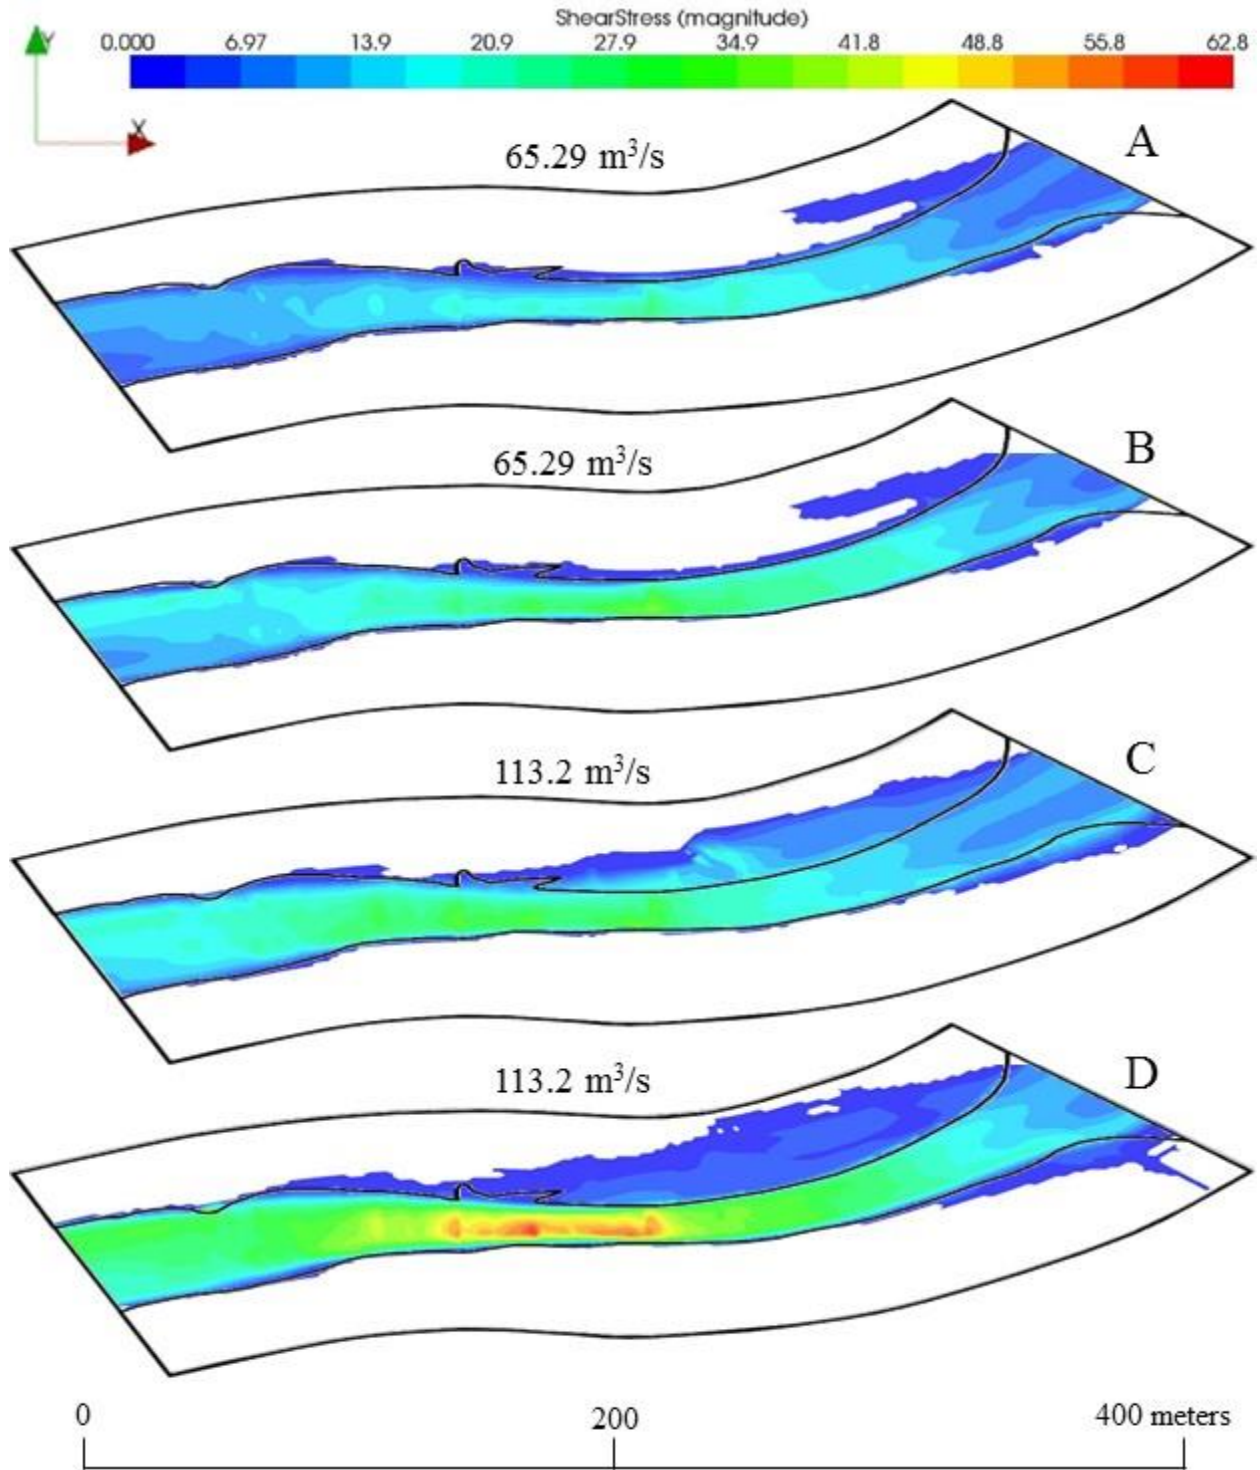 ShearStress (magnitude)
0.000 6.97 13.9 20.9 27.9 34.9 41.8 48.8 55.8 62.8
Y
X
65.29 m³/s
A
65.29 m³/s
B
113.2 m³/s
C
113.2 m³/s
D
0 200 400 meters